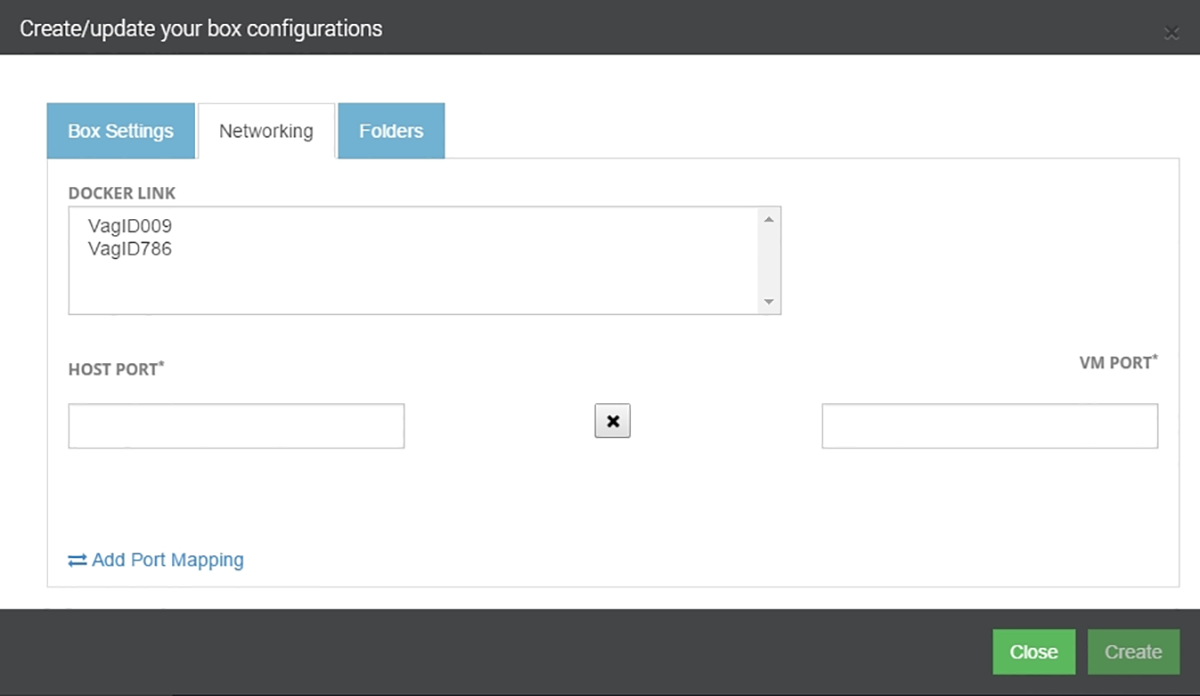 Create/update your box configurations
Box Settings Networking Folders
DOCKER LINK
VagID009
VagID786
HOST PORT* VM PORT*
Add Port Mapping
Close Create